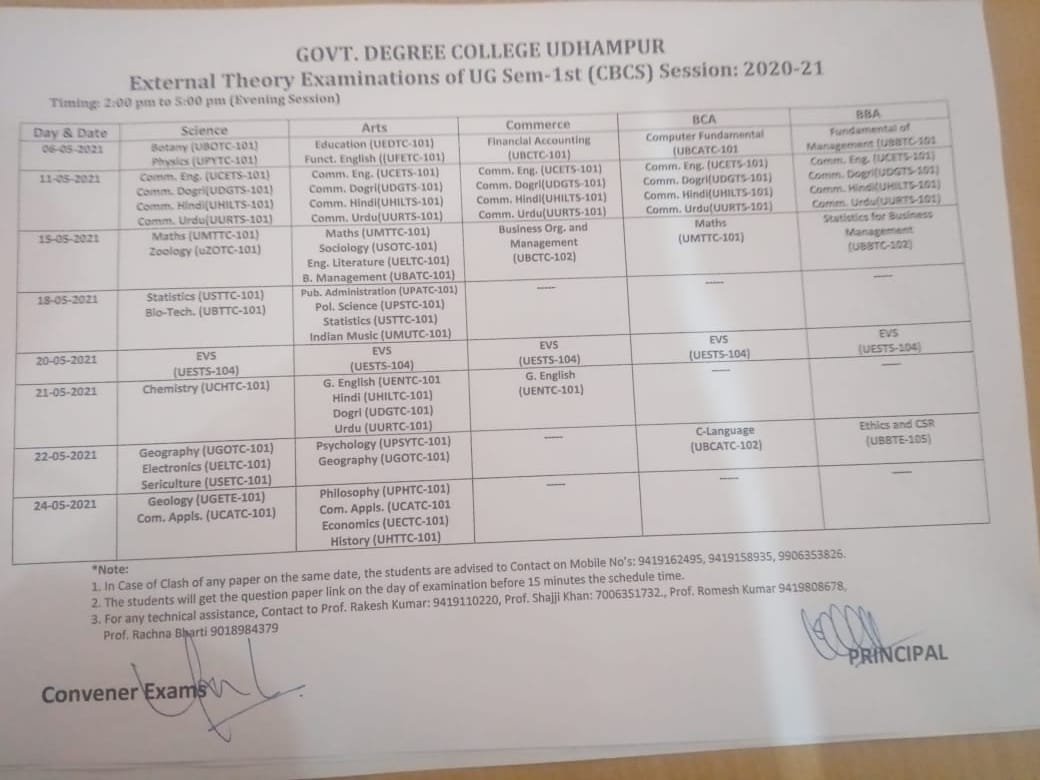 GOVT. DEGREE COLLEGE UDHAMPUR
External Theory Examinations of UG Sem-1st (CBCS) Session: 2020-21
Timing: 2:00 pm to 5:00 pm (Evening Session)
Day & Date Science Arts Commerce BCA BBA
06-05-2021
Botany (UBOTC-101)
Physics (UPYTC-101)
Education (UEDTC-101)
Funct. English ((UFETC-101)
Financial Accounting
(UBCTC-101)
Computer Fundamental
(UBCATC-101
Fundamental of
Management (UBBTC-101
11-05-2021
Comm. Eng. (UCETS-101)
Comm. Dogri(UDGTS-101)
Comm. Hindi(UHILTS-101)
Comm. Urdu(UURTS-101)
Comm. Eng. (UCETS-101)
Comm. Dogri(UDGTS-101)
Comm. Hindi(UHILTS-101)
Comm. Urdu(UURTS-101)
Comm. Eng. (UCETS-101)
Comm. Dogri(UDGTS-101)
Comm. Hindi(UHILTS-101)
Comm. Urdu(UURTS-101)
Comm. Eng. (UCETS-101)
Comm. Dogri(UDGTS-101)
Comm. Hindi(UHILTS-101)
Comm. Urdu(UURTS-101)
Comm. Eng. (UCETS-101)
Comm. Dogri(UDGTS-101)
Comm. Hindi(UHILTS-101)
Comm. Urdu(UURTS-101)
15-05-2021
Maths (UMTTC-101)
Zoology (uZOTC-101)
Maths (UMTTC-101)
Sociology (USOTC-101)
Eng. Literature (UELTC-101)
B. Management (UBATC-101)
Business Org. and
Management
(UBCTC-102)
Maths
(UMTTC-101)
Statistics for Business
Management
(UBBTC-102)
18-05-2021
Statistics (USTTC-101)
Bio-Tech. (UBTTC-101)
Pub. Administration (UPATC-101)
Pol. Science (UPSTC-101)
Statistics (USTTC-101)
Indian Music (UMUTC-101)
-----
-----
-----
20-05-2021
EVS
(UESTS-104)
EVS
(UESTS-104)
EVS
(UESTS-104)
EVS
(UESTS-104)
EVS
(UESTS-104)
21-05-2021
Chemistry (UCHTC-101)
G. English (UENTC-101
Hindi (UHILTC-101)
Dogri (UDGTC-101)
Urdu (UURTC-101)
G. English
(UENTC-101)
-----
-----
22-05-2021
Geography (UGOTC-101)
Electronics (UELTC-101)
Sericulture (USETC-101)
Psychology (UPSYTC-101)
Geography (UGOTC-101)
-----
C-Language
(UBCATC-102)
Ethics and CSR
(UBBTE-105)
24-05-2021
Geology (UGETE-101)
Com. Appls. (UCATC-101)
Philosophy (UPHTC-101)
Com. Appls. (UCATC-101
Economics (UECTC-101)
History (UHTTC-101)
-----
-----
-----
*Note:
1. In Case of Clash of any paper on the same date, the students are advised to Contact on Mobile No's: 9419162495, 9419158935, 9906353826.
2. The students will get the question paper link on the day of examination before 15 minutes the schedule time.
3. For any technical assistance, Contact to Prof. Rakesh Kumar: 9419110220, Prof. Shajji Khan: 7006351732., Prof. Romesh Kumar 9419808678,
Prof. Rachna Bharti 9018984379
Convener Exams
PRINCIPAL